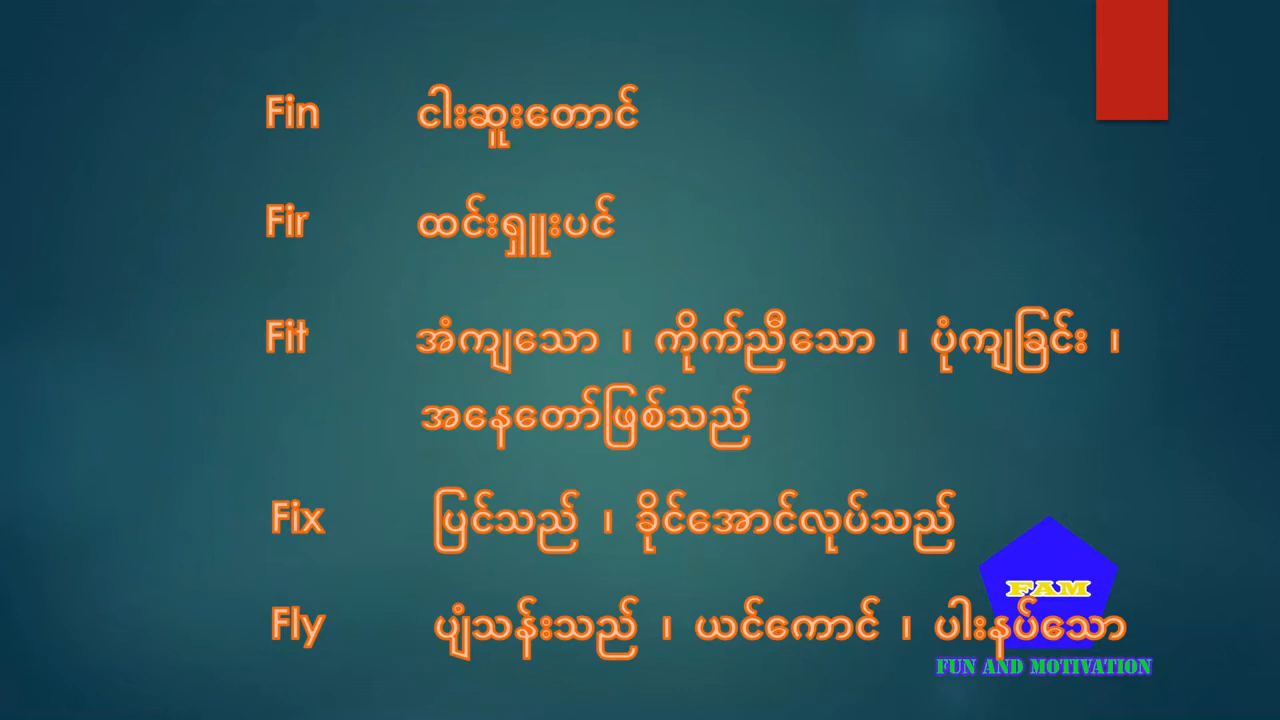 Fin ငါးဆူးတောင်
Fir ထင်းရှူးပင်
Fit အံကျသော ၊ ကိုက်ညီသော ၊ ပုံကျခြင်း ၊
အနေတော်ဖြစ်သည်
Fix ပြင်သည် ၊ ခိုင်အောင်လုပ်သည်
FAM
Fly ပျံသန်းသည် ၊ ယင်ကောင် ၊ ပါးနပ်သော
FUN AND MOTIVATION